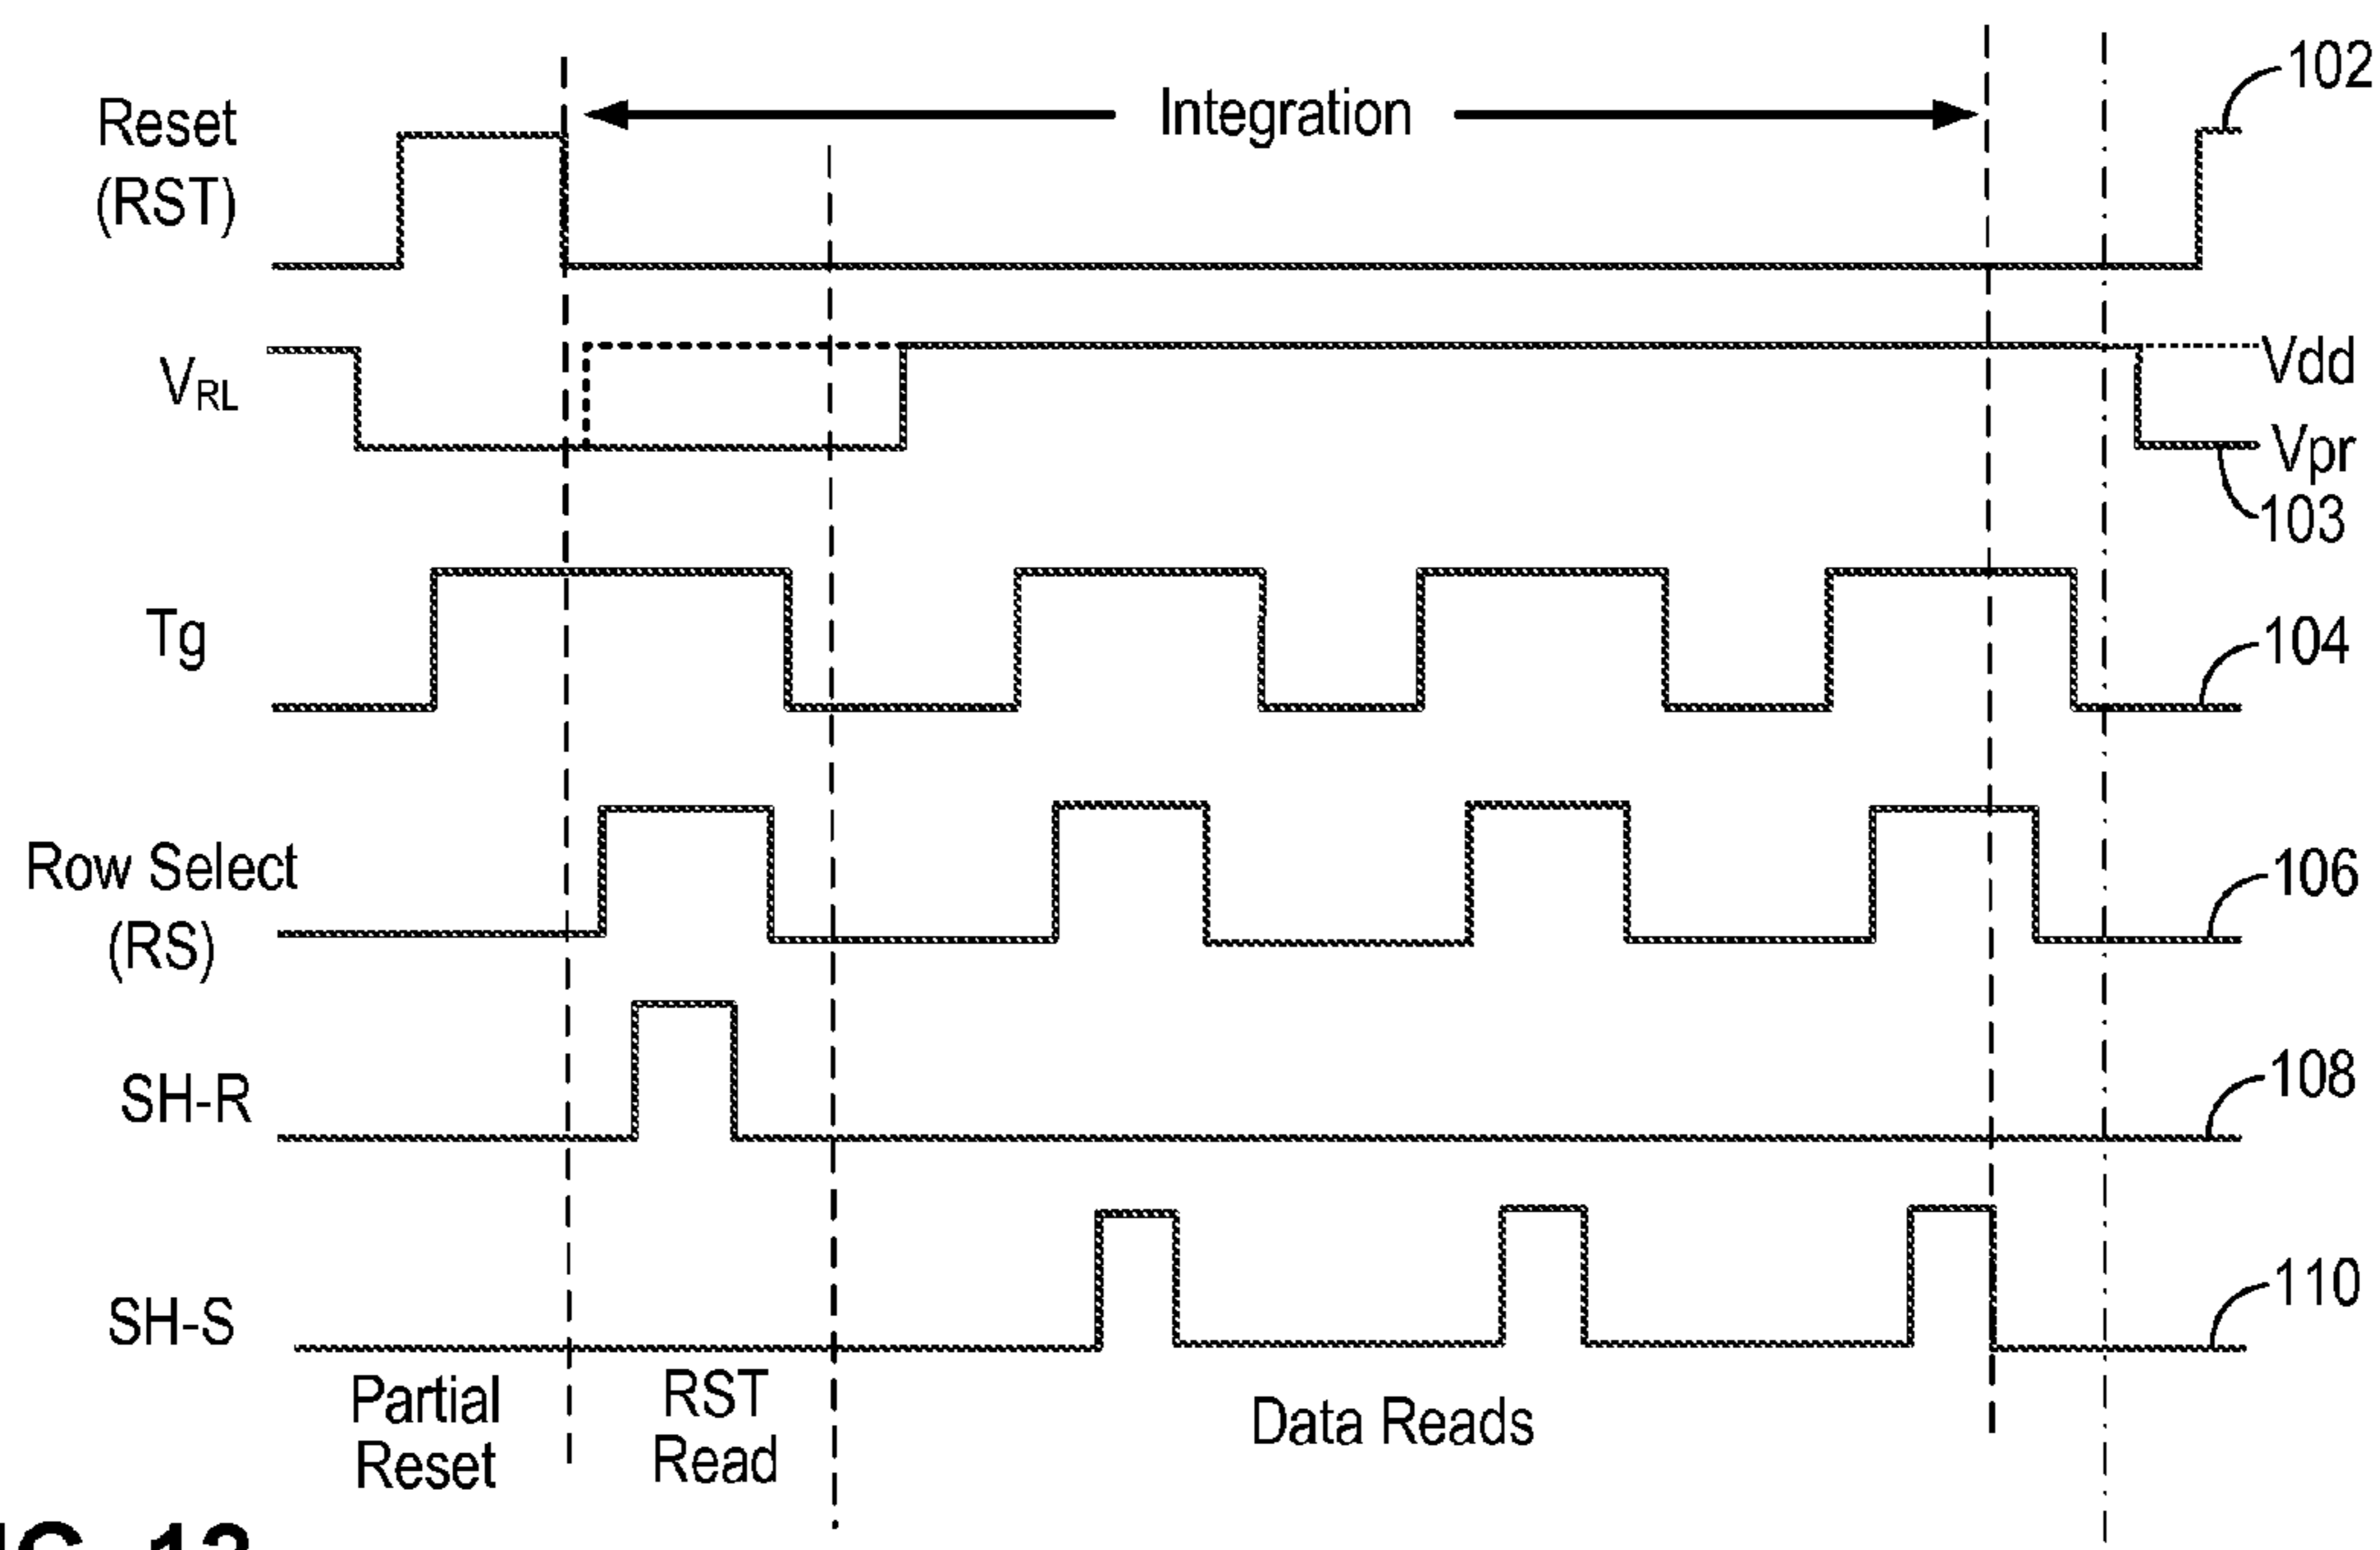 102
Reset
(RST)
Integration
VRL
Vdd
Vpr
103
Tg
104
Row Select
(RS)
106
SH-R
108
SH-S
110
Partial
Reset
RST
Read
Data Reads